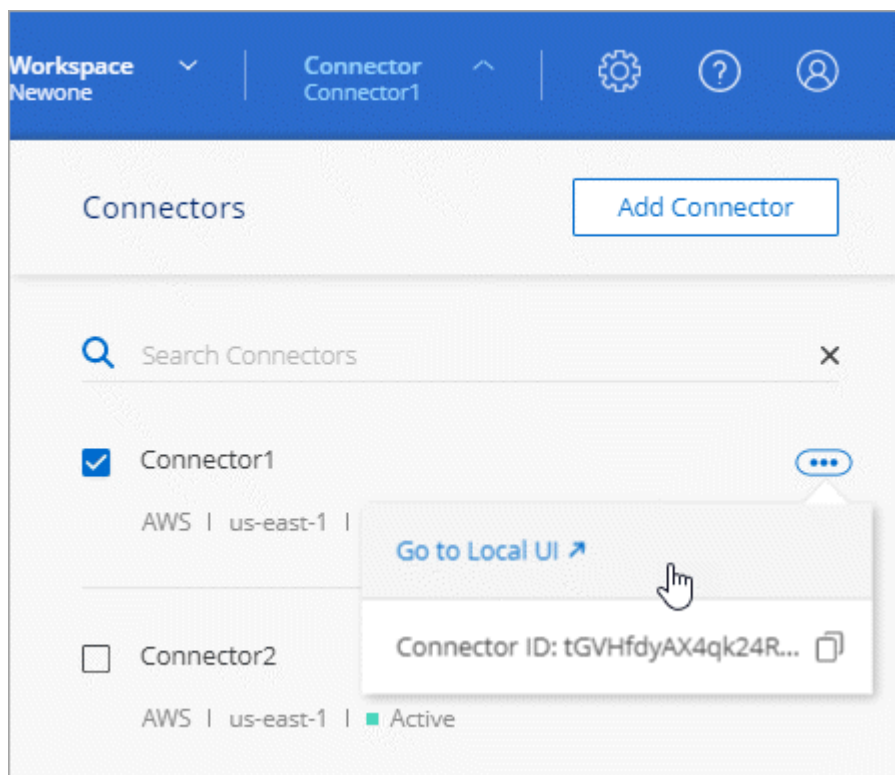 Workspace
Newone
Connector
Connector1
Connectors
Add Connector
Search Connectors
Connector1
AWS | us-east-1 |
Go to Local UI
Connector ID: tGVHfdyAX4qk24R...
Connector2
AWS | us-east-1 | Active